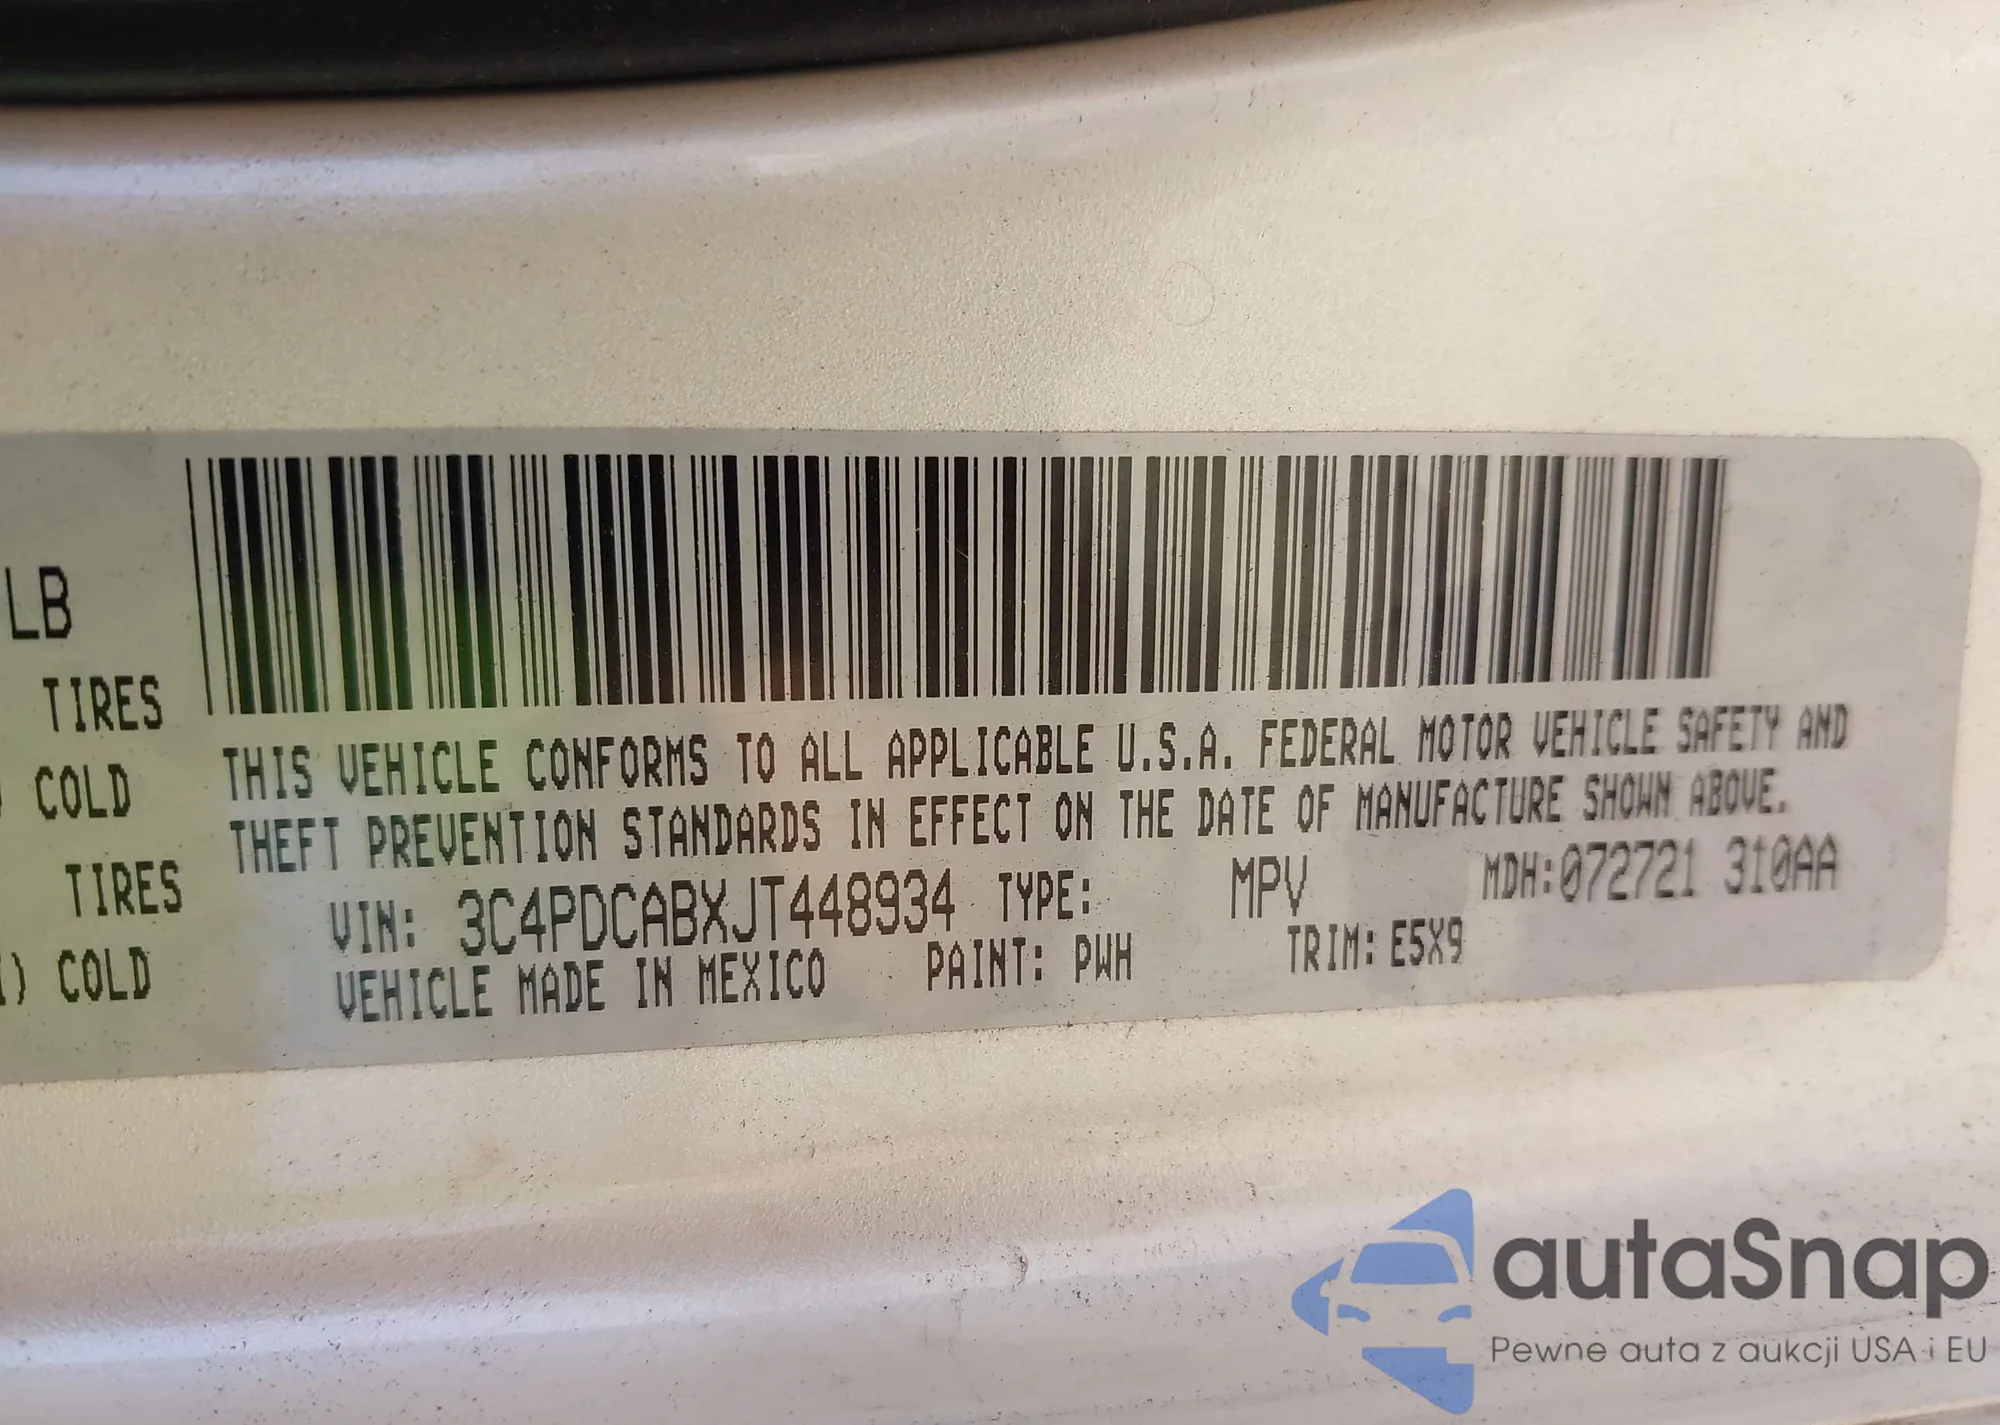 LB
TIRES
COLD
TIRES
) COLD
THIS VEHICLE CONFORMS TO ALL APPLICABLE U.S.A. FEDERAL MOTOR VEHICLE SAFETY AND
THEFT PREVENTION STANDARDS IN EFFECT ON THE DATE OF MANUFACTURE SHOWN ABOVE.
VIN: 3C4PDCABXJT448934 TYPE: MPV MDH:072721 310AA
VEHICLE MADE IN MEXICO PAINT: PWH TRIM: E5X9
autaSnap
Pewne auta z aukcji USA i EU